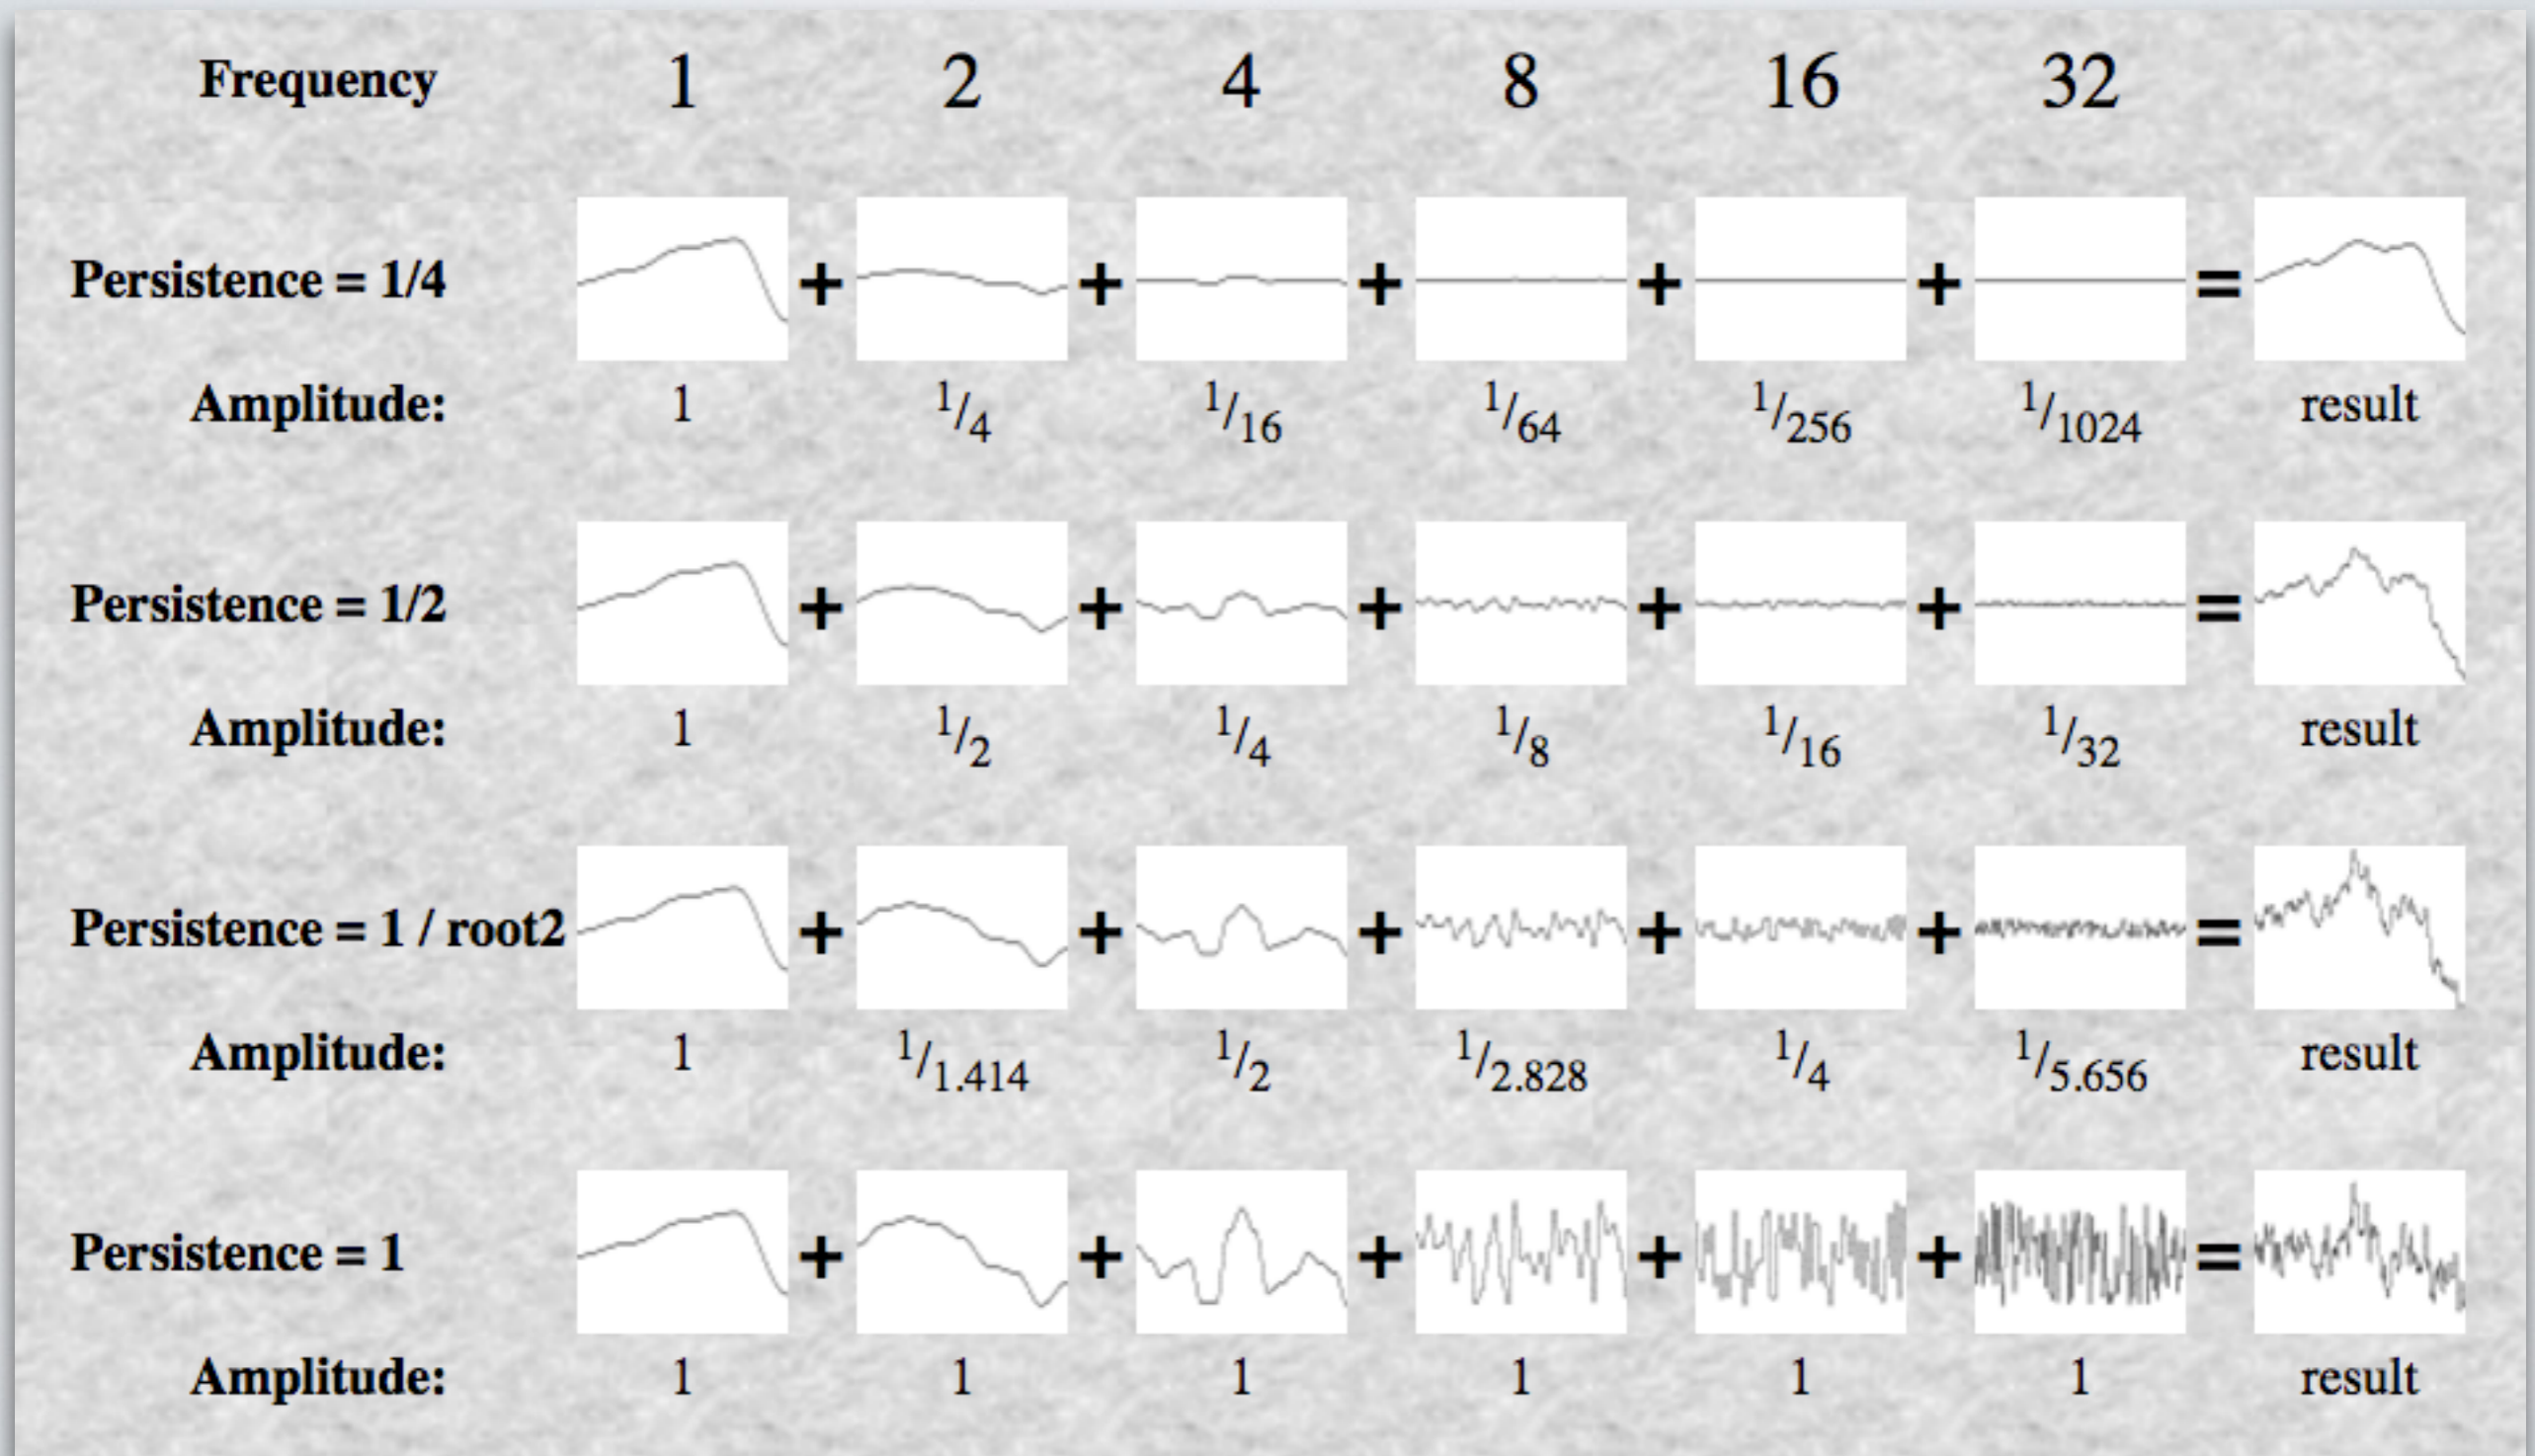 Frequency 1 2 4 8 16 32
Persistence = 1/4 + + + + + =
Amplitude: 1 1/4 1/16 1/64 1/256 1/1024 result
Persistence = 1/2 + + + + + =
Amplitude: 1 1/2 1/4 1/8 1/16 1/32 result
Persistence = 1 / root2 + + + + + =
Amplitude: 1 1/1.414 1/2 1/2.828 1/4 1/5.656 result
Persistence = 1 + + + + + =
Amplitude: 1 1 1 1 1 1 result